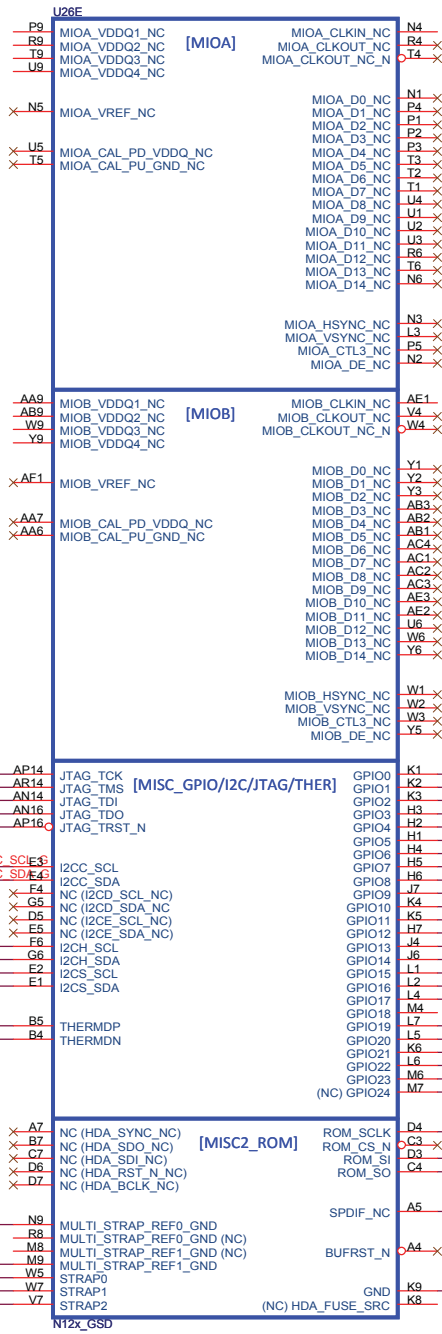 U26E
P9 MIOA_VDDQ1_NC [MIOA] MIOA_CLKIN_NC N4
R9 MIOA_VDDQ2_NC MIOA_CLKOUT_NC R4
T9 MIOA_VDDQ3_NC MIOA_CLKOUT_NC_N T4
U9 MIOA_VDDQ4_NC
MIOA_D0_NC N1
N5 MIOA_VREF_NC MIOA_D1_NC P4
MIOA_D2_NC P1
MIOA_D3_NC P2
U5 MIOA_CAL_PD_VDDQ_NC MIOA_D4_NC P3
T5 MIOA_CAL_PU_GND_NC MIOA_D5_NC T3
MIOA_D6_NC T2
MIOA_D7_NC T1
MIOA_D8_NC U4
MIOA_D9_NC U1
MIOA_D10_NC U2
MIOA_D11_NC U3
MIOA_D12_NC R6
MIOA_D13_NC T6
MIOA_D14_NC N6
MIOA_HSYNC_NC N3
MIOA_VSYNC_NC L3
MIOA_CTL3_NC P5
MIOA_DE_NC N2
AA9 MIOB_VDDQ1_NC [MIOB] MIOB_CLKIN_NC AE1
AB9 MIOB_VDDQ2_NC MIOB_CLKOUT_NC V4
W9 MIOB_VDDQ3_NC MIOB_CLKOUT_NC_N W4
Y9 MIOB_VDDQ4_NC
MIOB_D0_NC Y1
AF1 MIOB_VREF_NC MIOB_D1_NC Y2
MIOB_D2_NC Y3
MIOB_D3_NC AB3
AA7 MIOB_CAL_PD_VDDQ_NC MIOB_D4_NC AB2
AA6 MIOB_CAL_PU_GND_NC MIOB_D5_NC AB1
MIOB_D6_NC AC4
MIOB_D7_NC AC1
MIOB_D8_NC AC2
MIOB_D9_NC AC3
MIOB_D10_NC AE3
MIOB_D11_NC AE2
MIOB_D12_NC U6
MIOB_D13_NC W6
MIOB_D14_NC Y6
MIOB_HSYNC_NC W1
MIOB_VSYNC_NC W2
MIOB_CTL3_NC W3
MIOB_DE_NC Y5
AP14 JTAG_TCK [MISC_GPIO/I2C/JTAG/THER] GPIO0 K1
AR14 JTAG_TMS GPIO1 K2
AN14 JTAG_TDI GPIO2 K3
AN16 JTAG_TDO GPIO3 H3
AP16 JTAG_TRST_N GPIO4 H2
GPIO5 H1
GPIO6 H4
E3 I2CC_SCL GPIO7 H5
E4 I2CC_SDA GPIO8 H6
F4 NC (I2CD_SCL_NC) GPIO9 J7
G5 NC (I2CD_SDA_NC GPIO10 K4
D5 NC (I2CE_SCL_NC) GPIO11 K5
E5 NC (I2CE_SDA_NC) GPIO12 H7
F6 I2CH_SCL GPIO13 J4
G6 I2CH_SDA GPIO14 J6
E2 I2CS_SCL GPIO15 L1
E1 I2CS_SDA GPIO16 L2
GPIO17 L4
GPIO18 M4
B5 THERMDP GPIO19 L7
B4 THERMDN GPIO20 L5
GPIO21 K6
GPIO22 L6
GPIO23 M6
(NC) GPIO24 M7
A7 NC (HDA_SYNC_NC) [MISC2_ROM] ROM_SCLK D4
B7 NC (HDA_SDO_NC) ROM_CS_N C3
C7 NC (HDA_SDI_NC) ROM_SI D3
D6 NC (HDA_RST_N_NC) ROM_SO C4
D7 NC (HDA_BCLK_NC)
SPDIF_NC A5
N9 MULTI_STRAP_REF0_GND
R8 MULTI_STRAP_REF0_GND (NC)
M8 MULTI_STRAP_REF1_GND (NC) BUFRST_N A4
M9 MULTI_STRAP_REF1_GND
W5 STRAP0
W7 STRAP1 GND K9
V7 STRAP2 (NC) HDA_FUSE_SRC K8
N12x_GSD